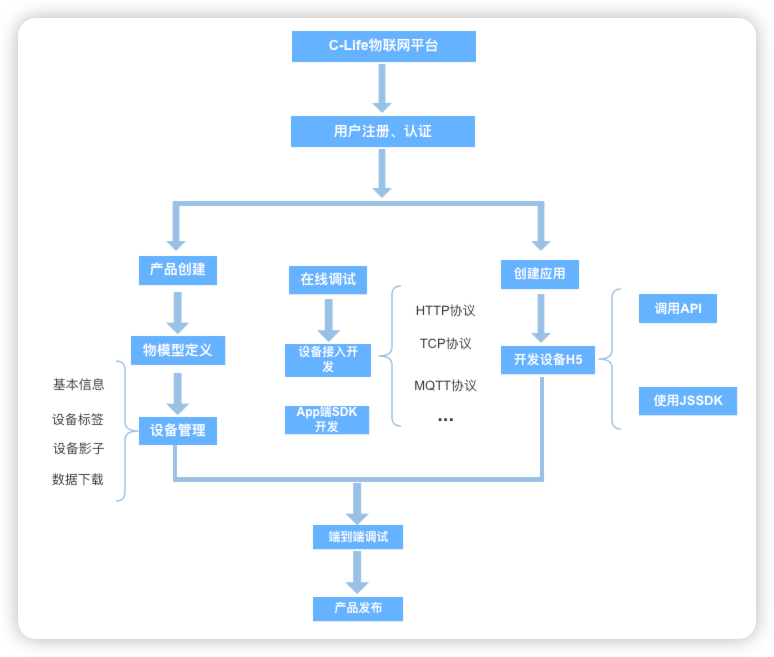 C-Life物联网平台
用户注册、认证
产品创建
在线调试
创建应用
物模型定义
设备接入开
发
HTTP协议
TCP协议
MQTT协议
...
开发设备H5
调用API
使用JSSDK
基本信息
设备标签
设备影子
数据下载
设备管理
App端SDK
开发
端到端调试
产品发布